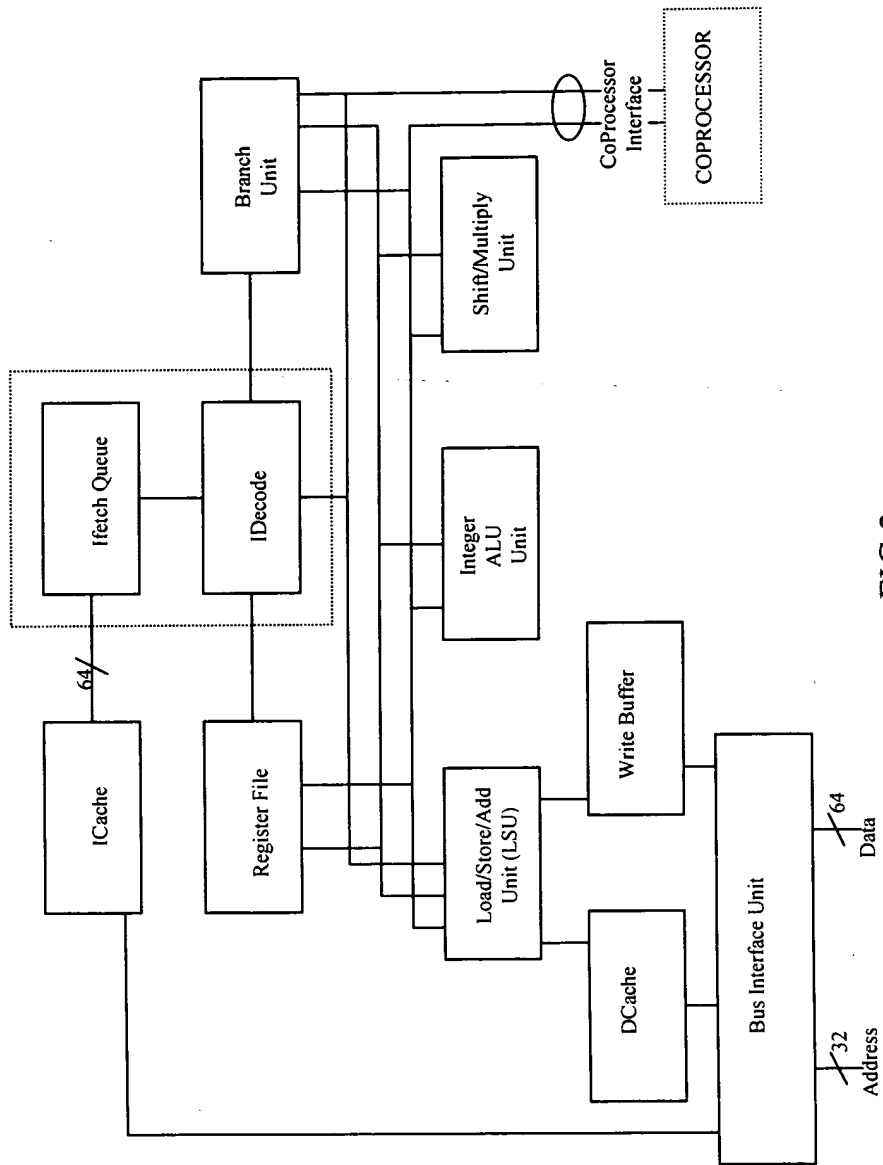 ICache
64
Ifetch Queue
Register File
IDecode
Branch
Unit
Load/Store/Add
Unit (LSU)
Integer
ALU
Unit
Shift/Multiply
Unit
CoProcessor
Interface
COPROCESSOR
DCache
Write Buffer
Bus Interface Unit
32
Address
64
Data